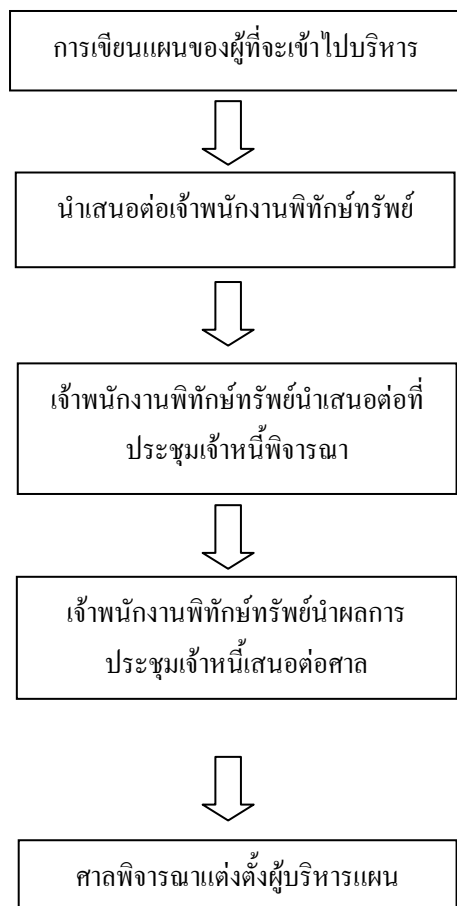 การเขียนแผนของผู้ที่จะเข้าไปบริหาร
นำเสนอต่อเจ้าพนักงานพิทักษ์ทรัพย์
เจ้าพนักงานพิทักษ์ทรัพย์นำเสนอต่อที่
ประชุมเจ้าหนี้พิจารณา
เจ้าพนักงานพิทักษ์ทรัพย์นำผลการ
ประชุมเจ้าหนี้เสนอต่อศาล
ศาลพิจารณาแต่งตั้งผู้บริหารแผน